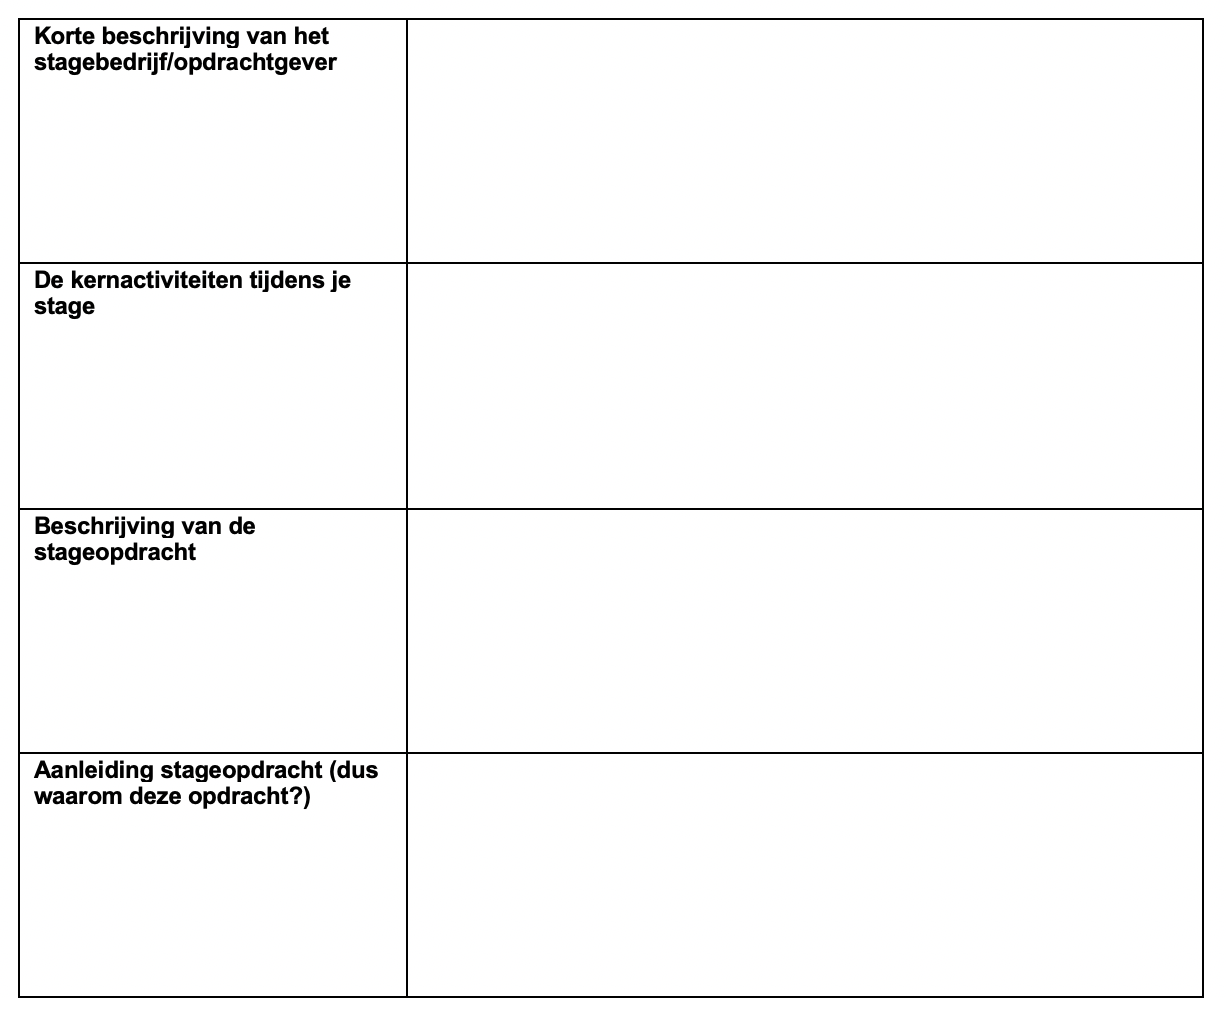 Korte beschrijving van het
stagebedrijf/opdrachtgever
De kernactiviteiten tijdens je
stage
Beschrijving van de
stageopdracht
Aanleiding stageopdracht (dus
waarom deze opdracht?)